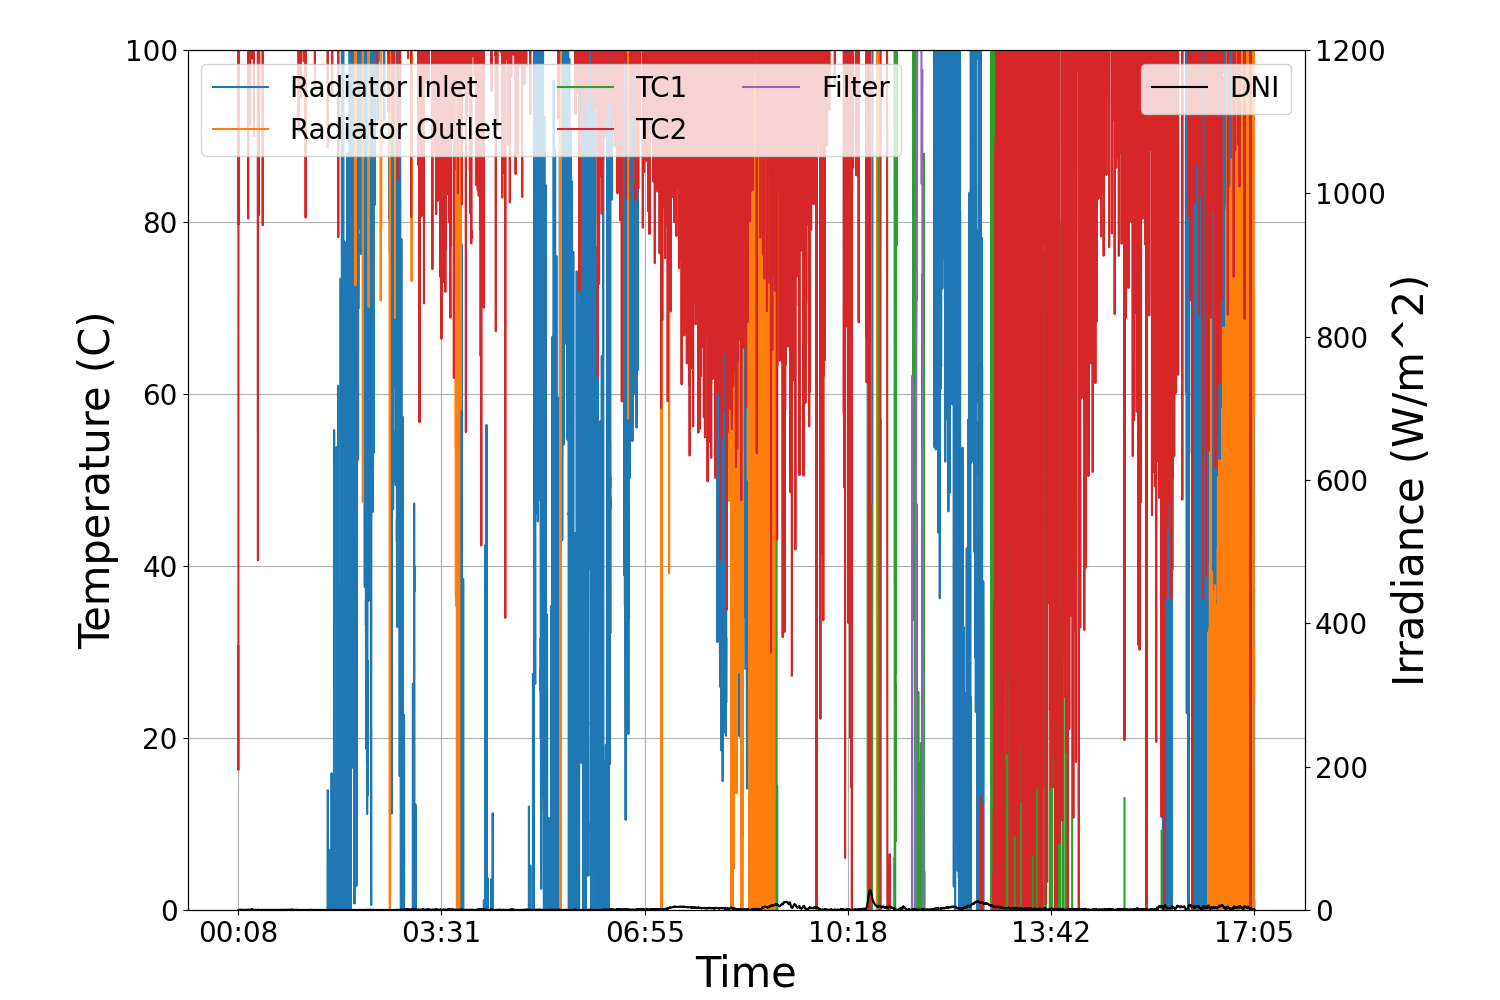 Radiator Inlet
Radiator Outlet
TC1
TC2
Filter
DNI
100
80
60
40
20
0
Temperature (C)
1200
1000
800
600
400
200
0
Irradiance (W/m^2)
00:08 03:31 06:55 10:18 13:42 17:05
Time